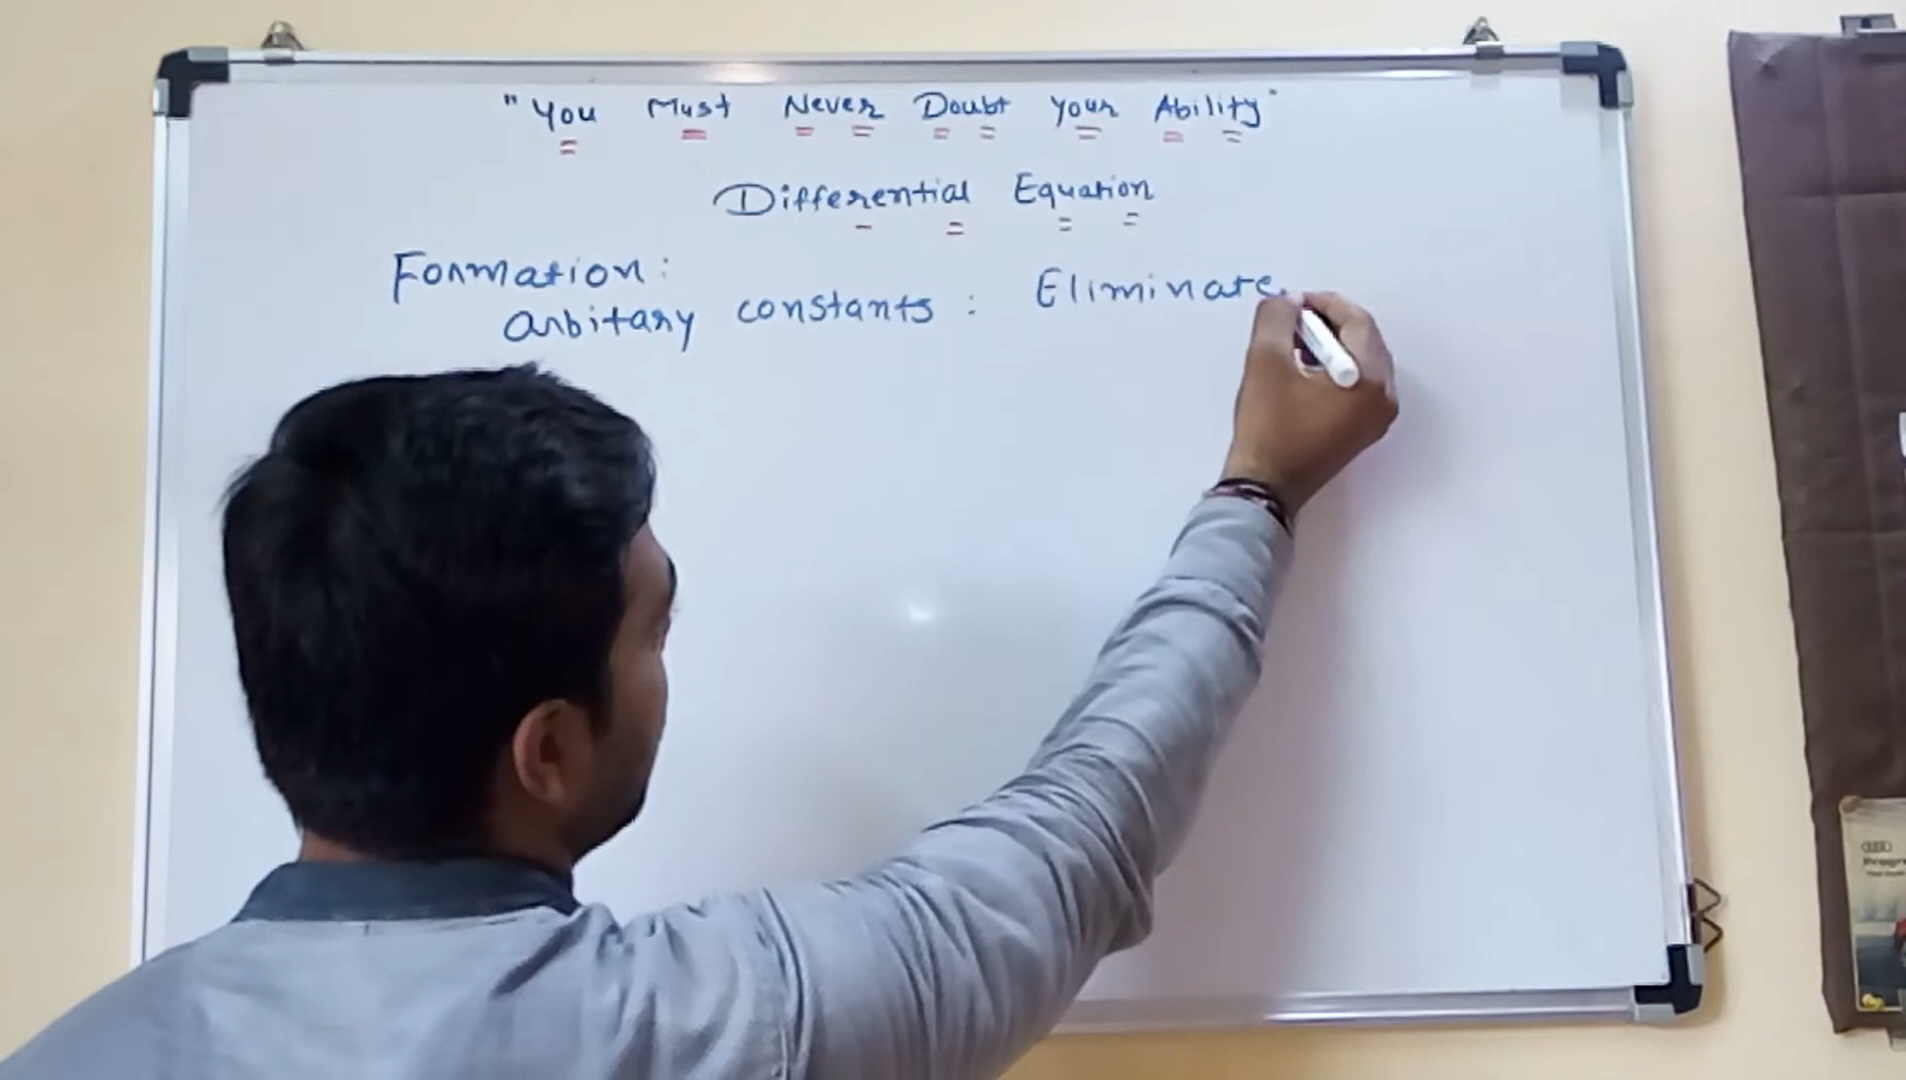 "You Must Never Doubt Your Ability"
Differential Equation
Formation:
arbitary constants : Eliminate